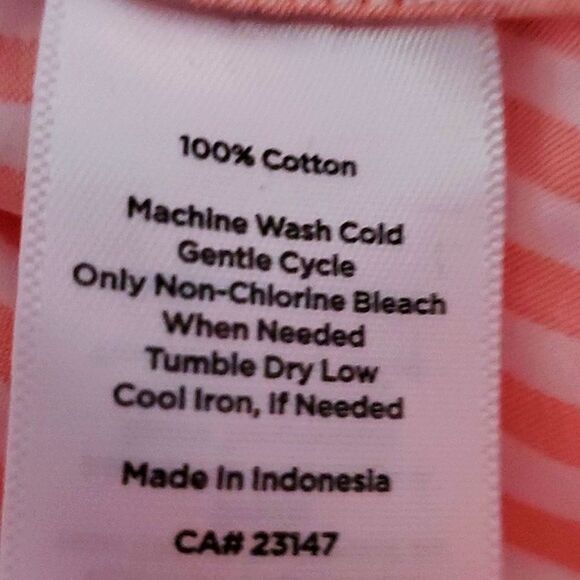 100% Cotton
Machine Wash Cold
Gentle Cycle
Only Non-Chlorine Bleach
When Needed
Tumble Dry Low
Cool Iron, If Needed
Made In Indonesia
CA# 23147